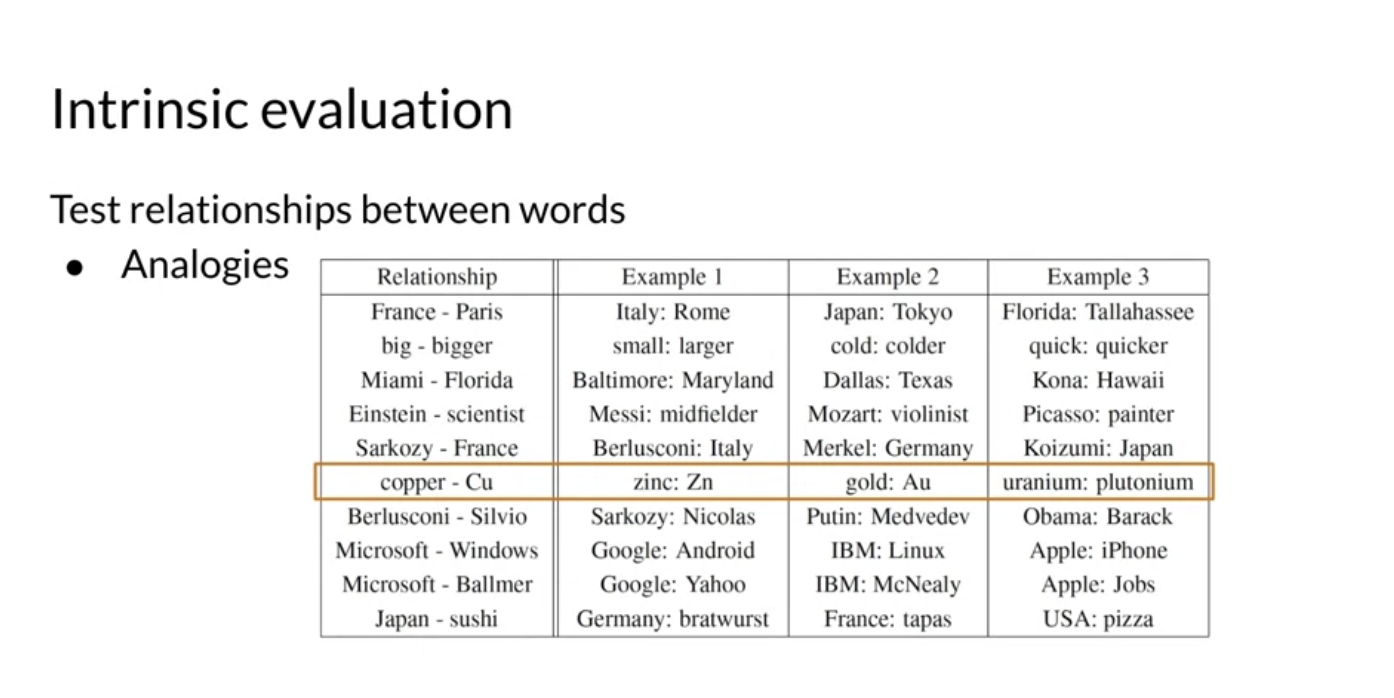 Intrinsic evaluation
Test relationships between words
● Analogies
Relationship Example 1 Example 2 Example 3
France - Paris Italy: Rome Japan: Tokyo Florida: Tallahassee
big - bigger small: larger cold: colder quick: quicker
Miami - Florida Baltimore: Maryland Dallas: Texas Kona: Hawaii
Einstein - scientist Messi: midfielder Mozart: violinist Picasso: painter
Sarkozy - France Berlusconi: Italy Merkel: Germany Koizumi: Japan
copper - Cu zinc: Zn gold: Au uranium: plutonium
Berlusconi - Silvio Sarkozy: Nicolas Putin: Medvedev Obama: Barack
Microsoft - Windows Google: Android IBM: Linux Apple: iPhone
Microsoft - Ballmer Google: Yahoo IBM: McNealy Apple: Jobs
Japan - sushi Germany: bratwurst France: tapas USA: pizza